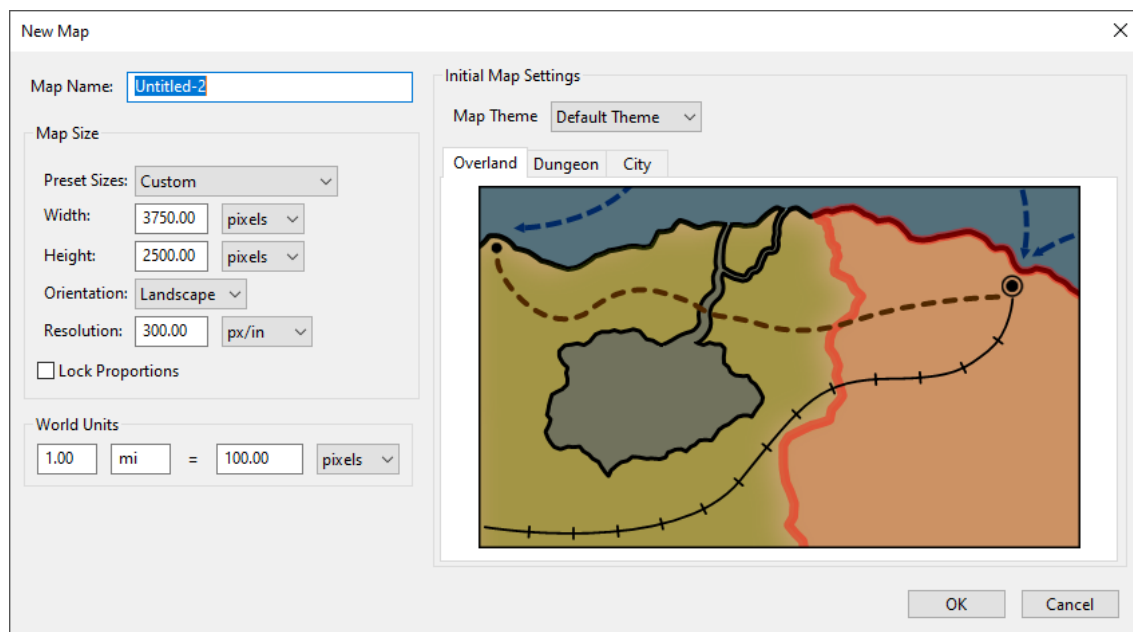 New Map
Map Name: Untitled-2
Map Size
Preset Sizes: Custom
Width: 3750.00 pixels
Height: 2500.00 pixels
Orientation: Landscape
Resolution: 300.00 px/in
Lock Proportions
World Units
1.00 mi = 100.00 pixels
Initial Map Settings
Map Theme Default Theme
Overland Dungeon City
OK Cancel